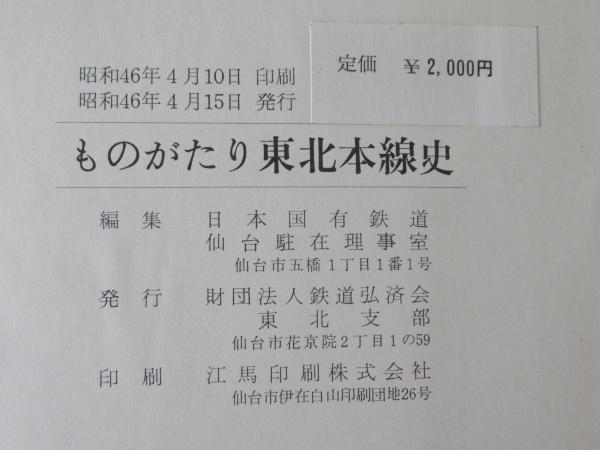 定価 ¥2,000円
昭和46年4月10日 印刷
昭和46年4月15日 発行
ものがたり東北本線史
編集 日本国有鉄道
仙台駐在理事室
仙台市五橋1丁目1番1号
発行 財団法人鉄道弘済会
東北支部
仙台市花京院2丁目1の59
印刷 江馬印刷株式会社
仙台市伊在白山印刷団地26号